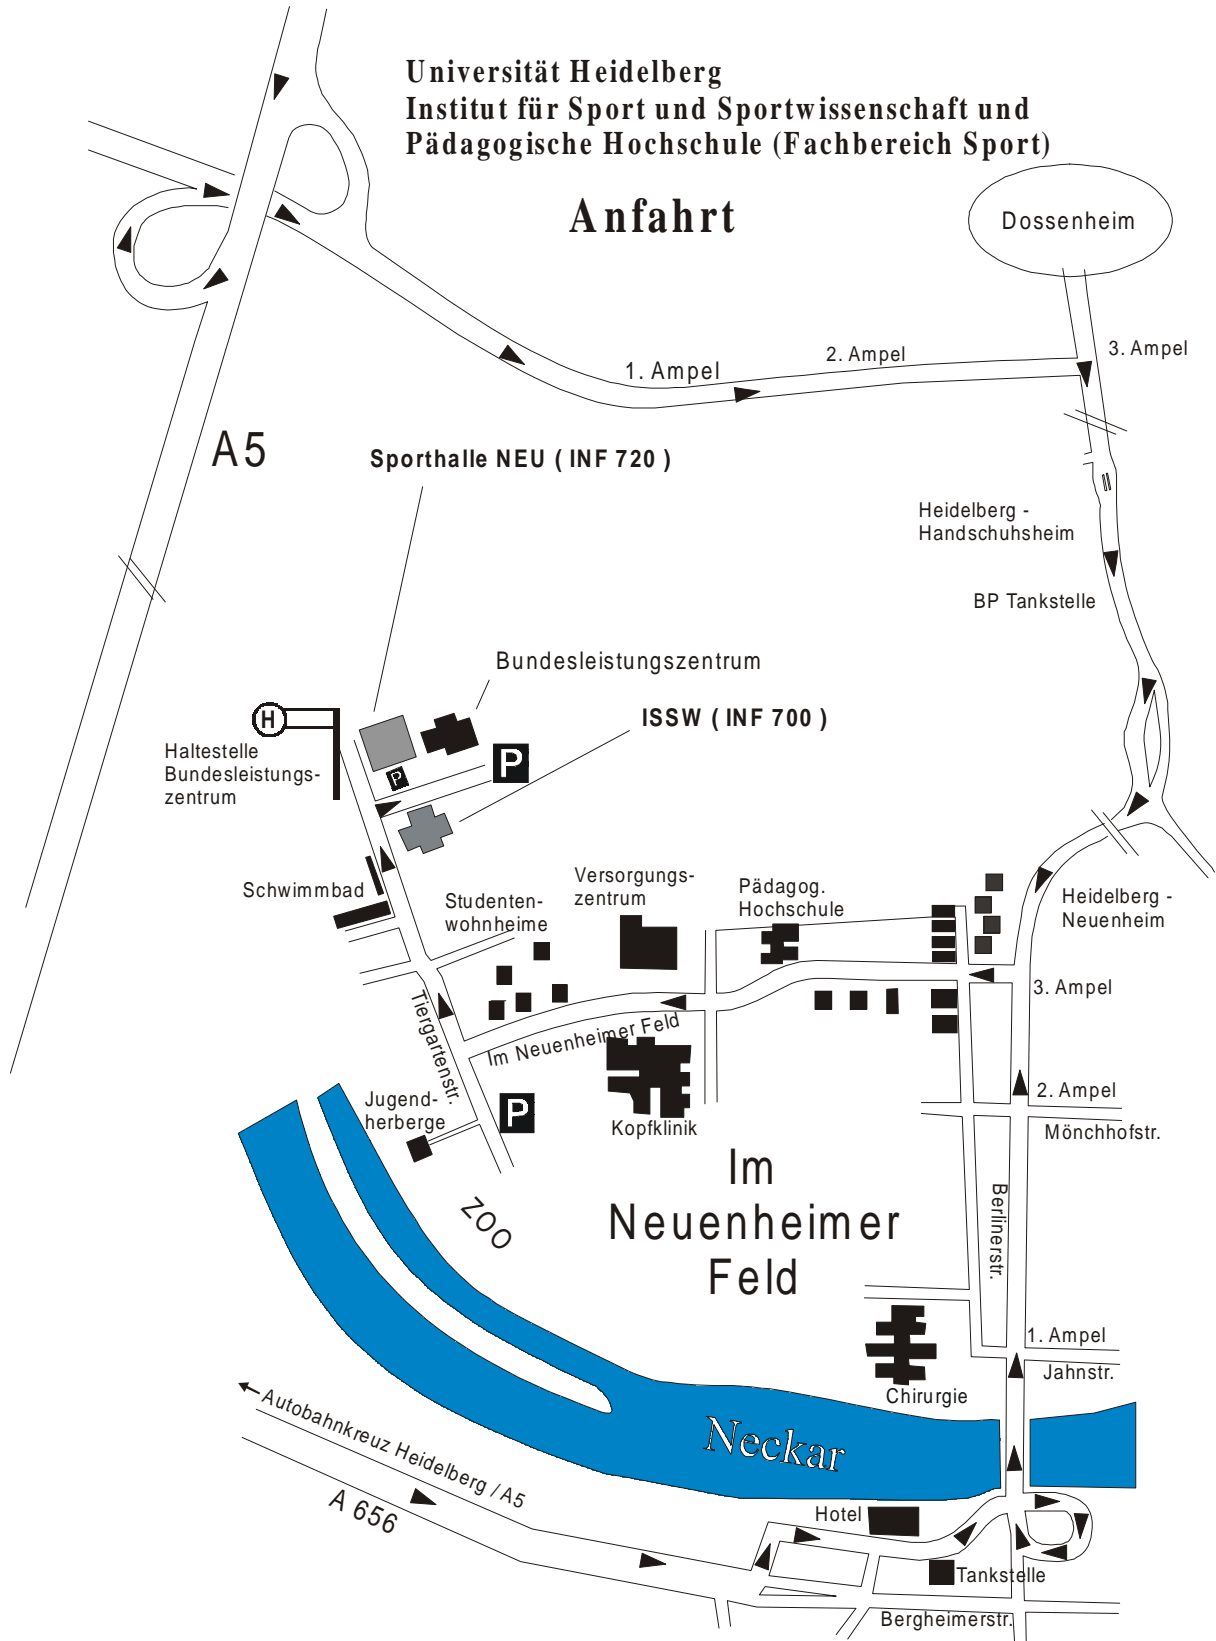 Universität Heidelberg
Institut für Sport und Sportwissenschaft und
Pädagogische Hochschule (Fachbereich Sport)
Anfahrt
Dossenheim
3. Ampel
2. Ampel
1. Ampel
A5
Sporthalle NEU ( INF 720 )
Heidelberg -
Handschuhsheim
BP Tankstelle
Bundesleistungszentrum
ISSW ( INF 700 )
H
Haltestelle
Bundesleistungs-
zentrum
P
P
Schwimmbad
Studenten-
wohnheime
Versorgungs-
zentrum
Pädagog.
Hochschule
Heidelberg -
Neuenheim
3. Ampel
Tiergartenstr.
Im Neuenheimer Feld
Jugend-
herberge
P
Kopfklinik
2. Ampel
Mönchhofstr.
Im
Neuenheimer
Feld
ZOO
Berlinerstr.
1. Ampel
Jahnstr.
Chirurgie
Autobahnkreuz Heidelberg / A5
A 656
Neckar
Hotel
Tankstelle
Bergheimerstr.